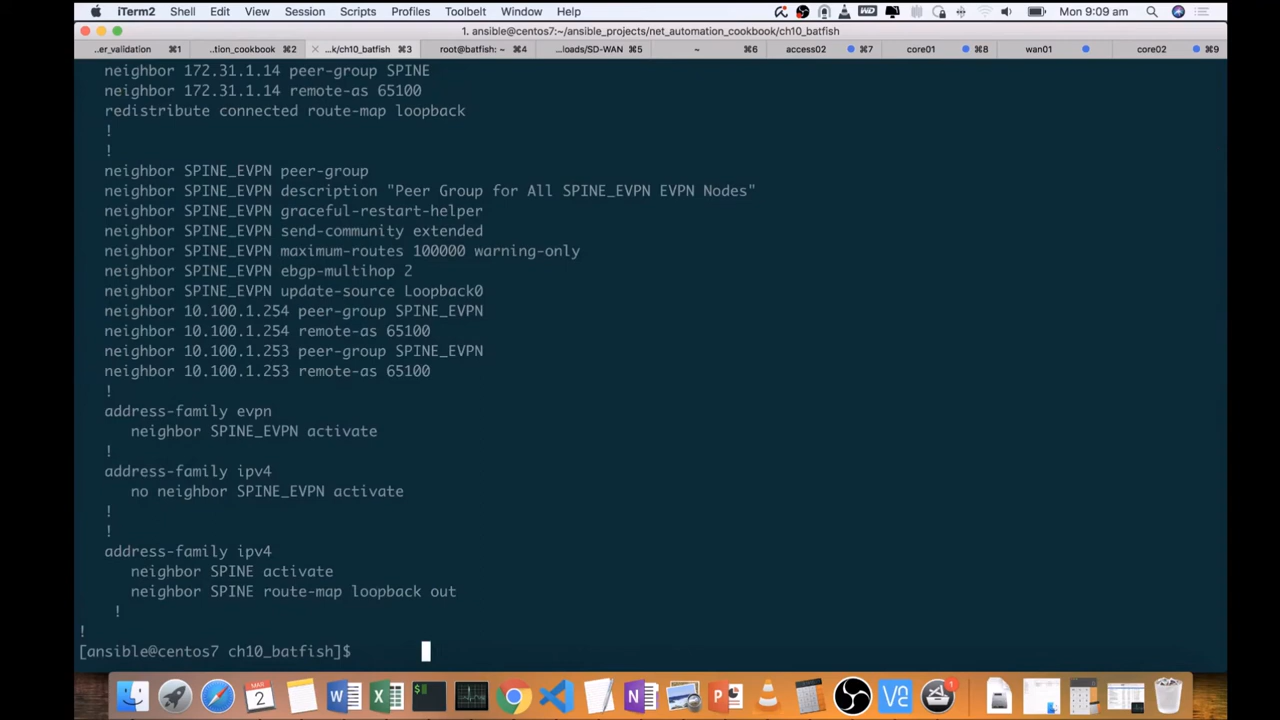 iTerm2 Shell Edit View Session Scripts Profiles Toolbelt Window Help Mon 9:09 am
1. ansible@centos7:~/ansible_projects/net_automation_cookbook/ch10_batfish
..er_validation ⌘1 ...tion_cookbook ⌘2 × ...k/ch10_batfish ⌘3 root@batfish: ~ ⌘4 ...loads/SD-WAN ⌘5 ~ ⌘6 access02 ⌘7 core01 ⌘8 wan01 core02 ⌘9
neighbor 172.31.1.14 peer-group SPINE
neighbor 172.31.1.14 remote-as 65100
redistribute connected route-map loopback
!
!
neighbor SPINE_EVPN peer-group
neighbor SPINE_EVPN description "Peer Group for All SPINE_EVPN EVPN Nodes"
neighbor SPINE_EVPN graceful-restart-helper
neighbor SPINE_EVPN send-community extended
neighbor SPINE_EVPN maximum-routes 100000 warning-only
neighbor SPINE_EVPN ebgp-multihop 2
neighbor SPINE_EVPN update-source Loopback0
neighbor 10.100.1.254 peer-group SPINE_EVPN
neighbor 10.100.1.254 remote-as 65100
neighbor 10.100.1.253 peer-group SPINE_EVPN
neighbor 10.100.1.253 remote-as 65100
!
address-family evpn
neighbor SPINE_EVPN activate
!
address-family ipv4
no neighbor SPINE_EVPN activate
!
!
address-family ipv4
neighbor SPINE activate
neighbor SPINE route-map loopback out
!
!
[ansible@centos7 ch10_batfish]$